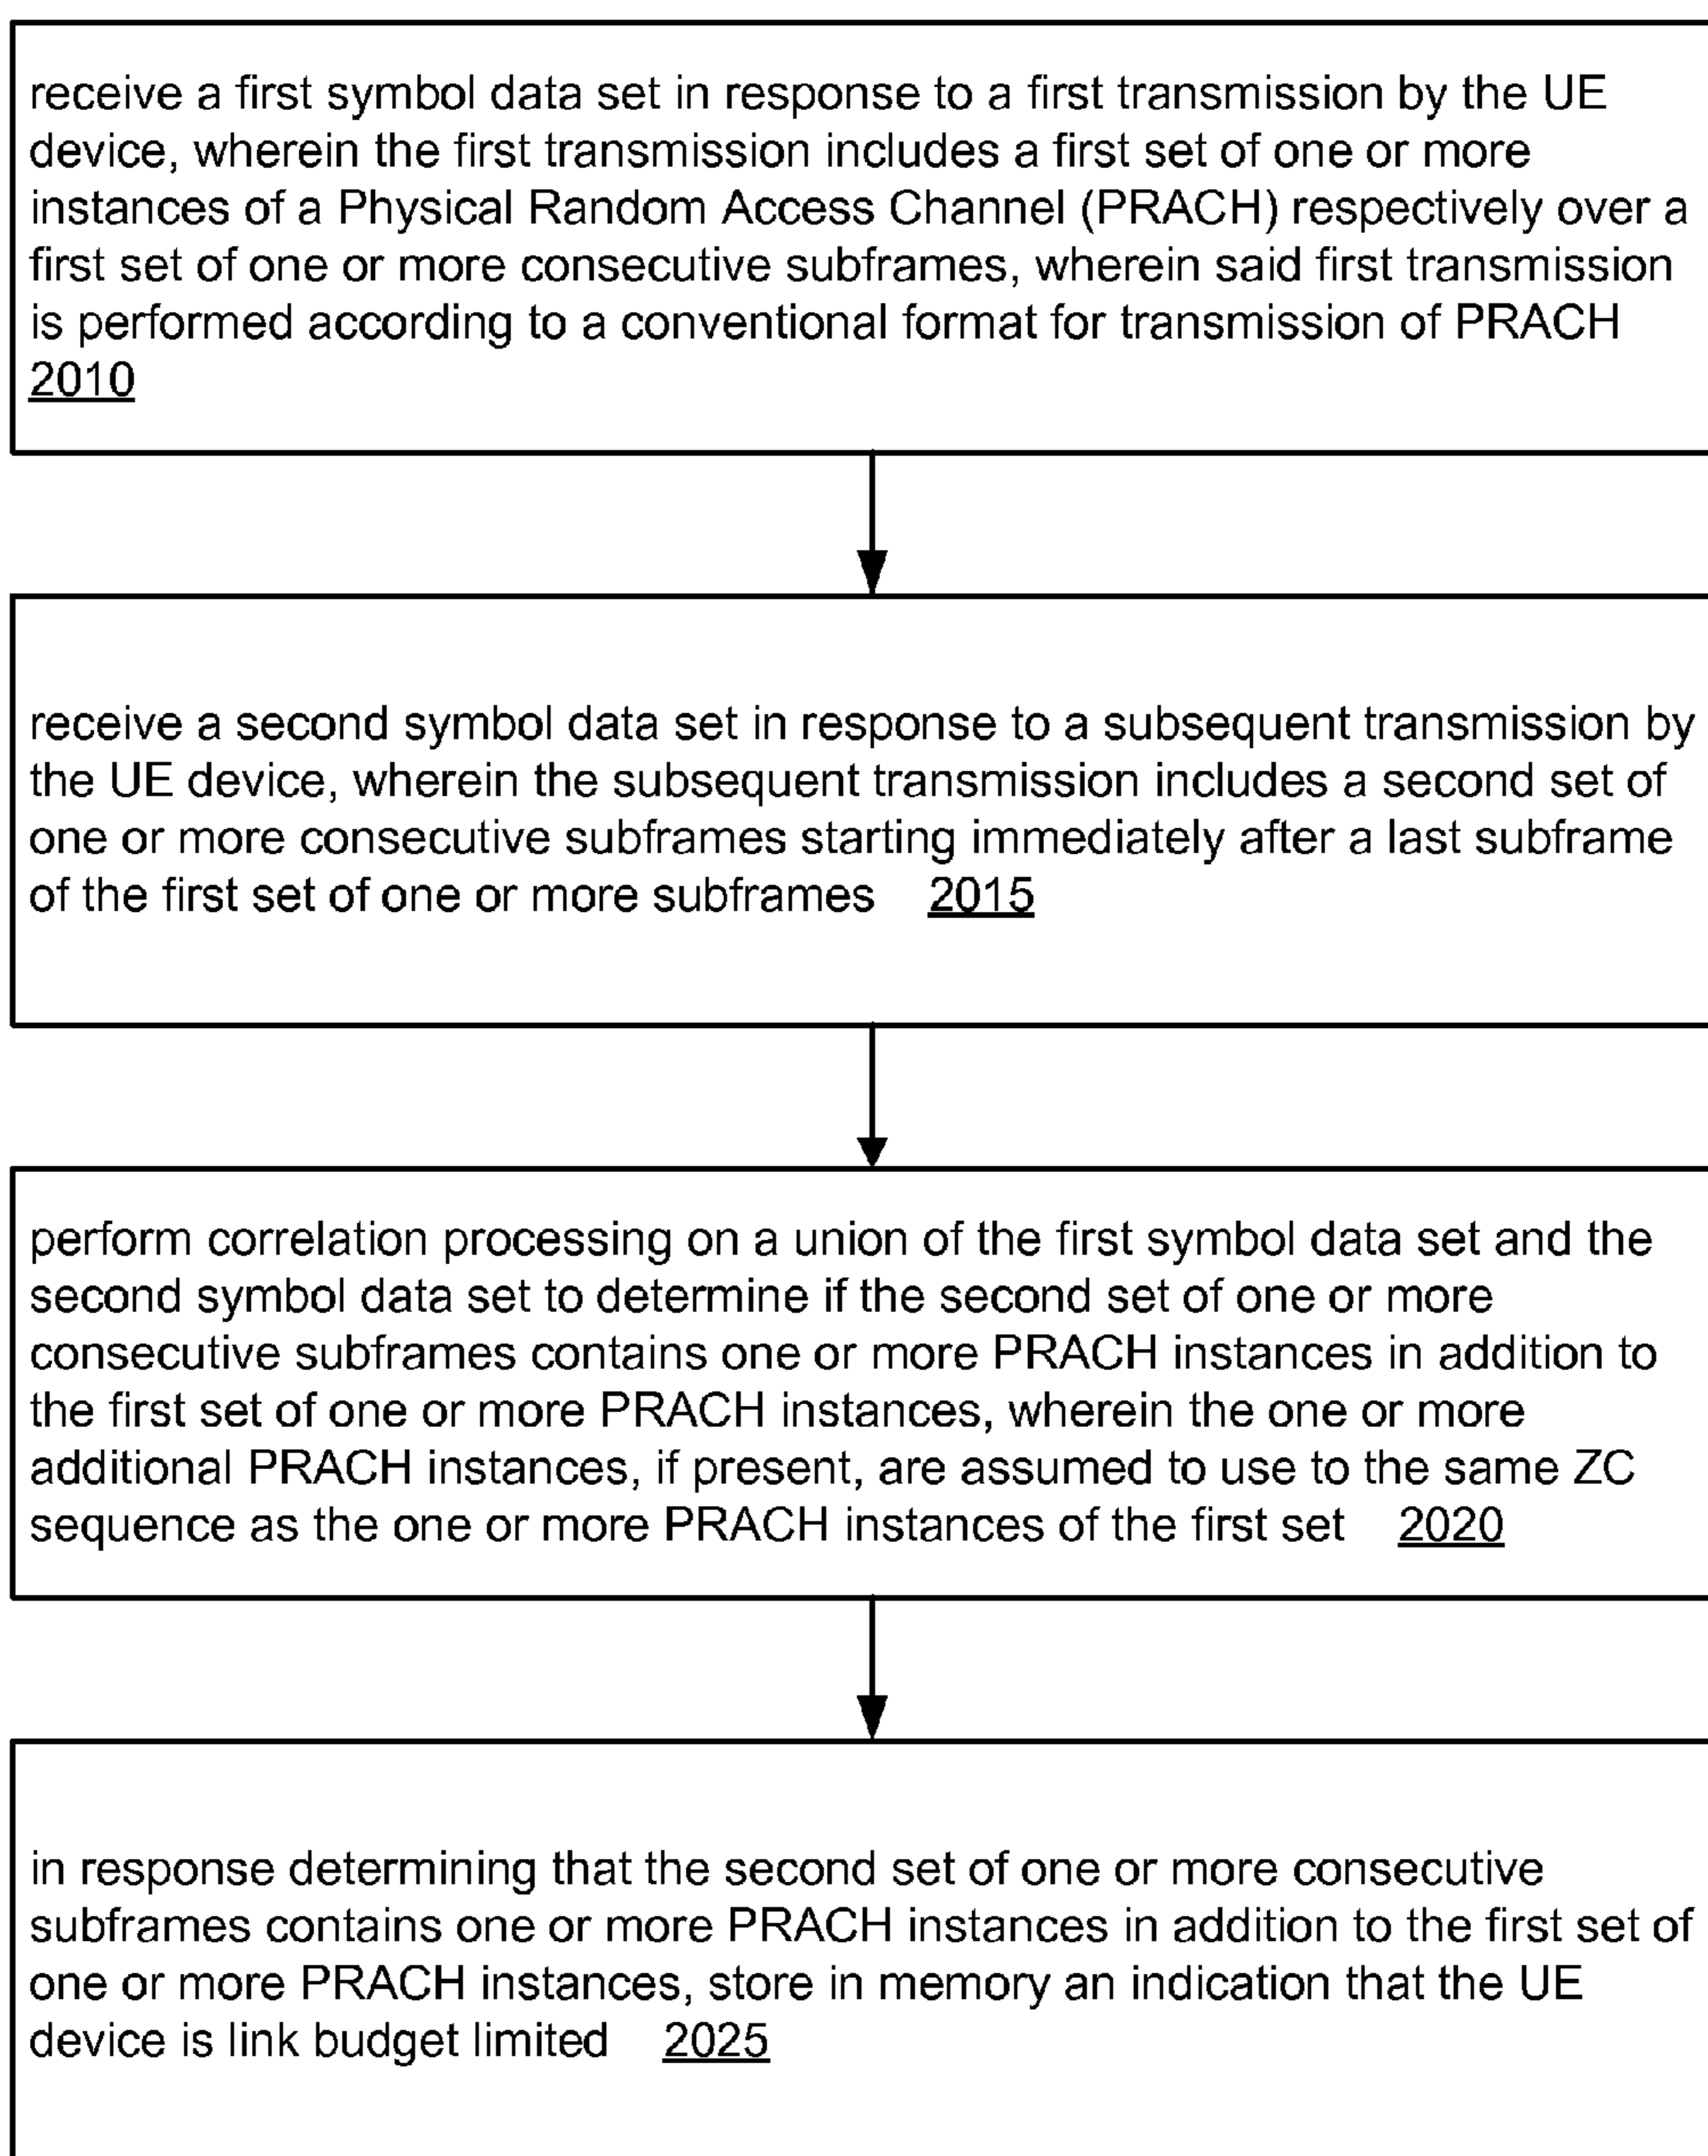 receive a first symbol data set in response to a first transmission by the UE
device, wherein the first transmission includes a first set of one or more
instances of a Physical Random Access Channel (PRACH) respectively over a
first set of one or more consecutive subframes, wherein said first transmission
is performed according to a conventional format for transmission of PRACH
2010
receive a second symbol data set in response to a subsequent transmission by
the UE device, wherein the subsequent transmission includes a second set of
one or more consecutive subframes starting immediately after a last subframe
of the first set of one or more subframes 2015
perform correlation processing on a union of the first symbol data set and the
second symbol data set to determine if the second set of one or more
consecutive subframes contains one or more PRACH instances in addition to
the first set of one or more PRACH instances, wherein the one or more
additional PRACH instances, if present, are assumed to use to the same ZC
sequence as the one or more PRACH instances of the first set 2020
in response determining that the second set of one or more consecutive
subframes contains one or more PRACH instances in addition to the first set of
one or more PRACH instances, store in memory an indication that the UE
device is link budget limited 2025